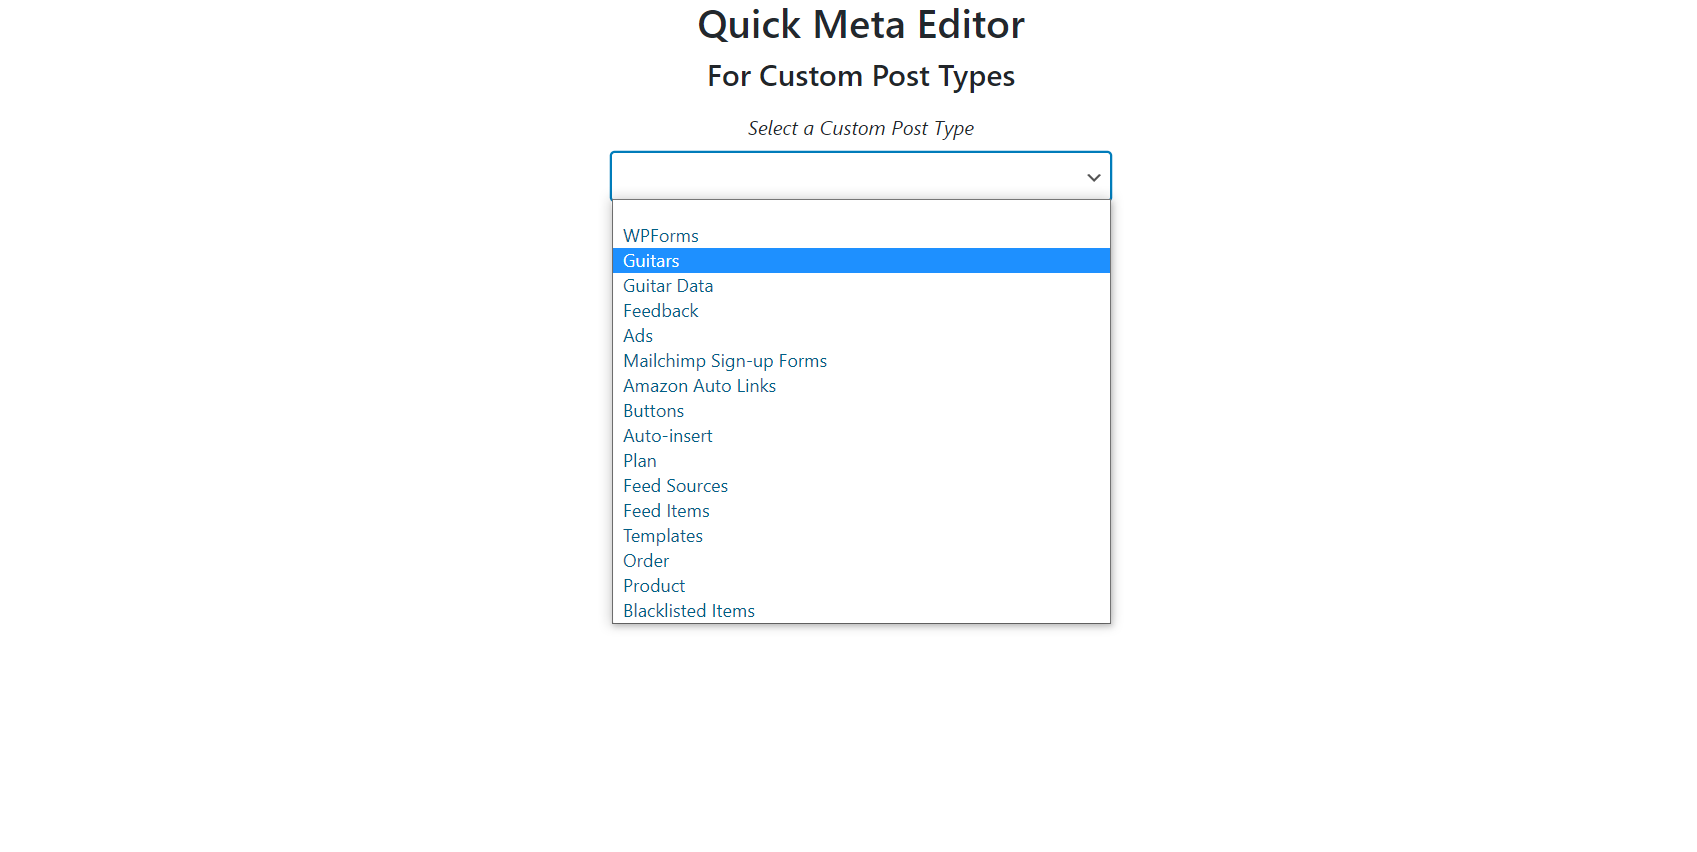 Quick Meta Editor
For Custom Post Types
Select a Custom Post Type
WPForms
Guitars
Guitar Data
Feedback
Ads
Mailchimp Sign-up Forms
Amazon Auto Links
Buttons
Auto-insert
Plan
Feed Sources
Feed Items
Templates
Order
Product
Blacklisted Items